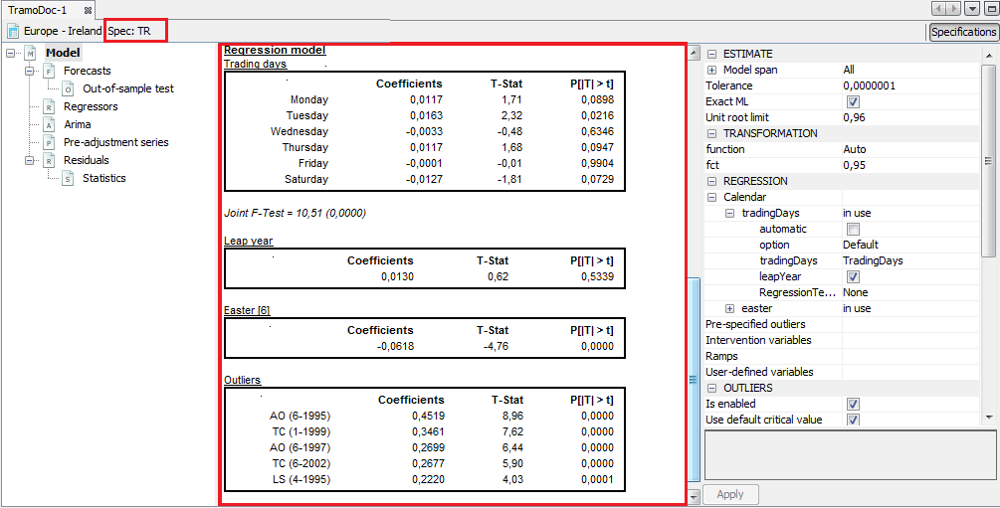 TramoDoc-1
Europe - Ireland Spec: TR
Specifications
M Model
F Forecasts
O Out-of-sample test
R Regressors
A Arima
P Pre-adjustment series
R Residuals
S Statistics
Regression model
Trading days
Coefficients T-Stat P[|T| > t]
Monday 0,0117 1,71 0,0898
Tuesday 0,0163 2,32 0,0216
Wednesday -0,0033 -0,48 0,6346
Thursday 0,0117 1,68 0,0947
Friday -0,0001 -0,01 0,9904
Saturday -0,0127 -1,81 0,0729
Joint F-Test = 10,51 (0,0000)
Leap year
Coefficients T-Stat P[|T| > t]
0,0130 0,62 0,5339
Easter [6]
Coefficients T-Stat P[|T| > t]
-0,0618 -4,76 0,0000
Outliers
Coefficients T-Stat P[|T| > t]
AO (6-1995) 0,4519 8,96 0,0000
TC (1-1999) 0,3461 7,62 0,0000
AO (6-1997) 0,2699 6,44 0,0000
TC (6-2002) 0,2677 5,90 0,0000
LS (4-1995) 0,2220 4,03 0,0001
ESTIMATE
Model span All
Tolerance 0,0000001
Exact ML
Unit root limit 0,96
TRANSFORMATION
function Auto
fct 0,95
REGRESSION
Calendar
tradingDays in use
automatic
option Default
tradingDays TradingDays
leapYear
RegressionTe... None
easter in use
Pre-specified outliers
Intervention variables
Ramps
User-defined variables
OUTLIERS
Is enabled
Use default critical value
Apply